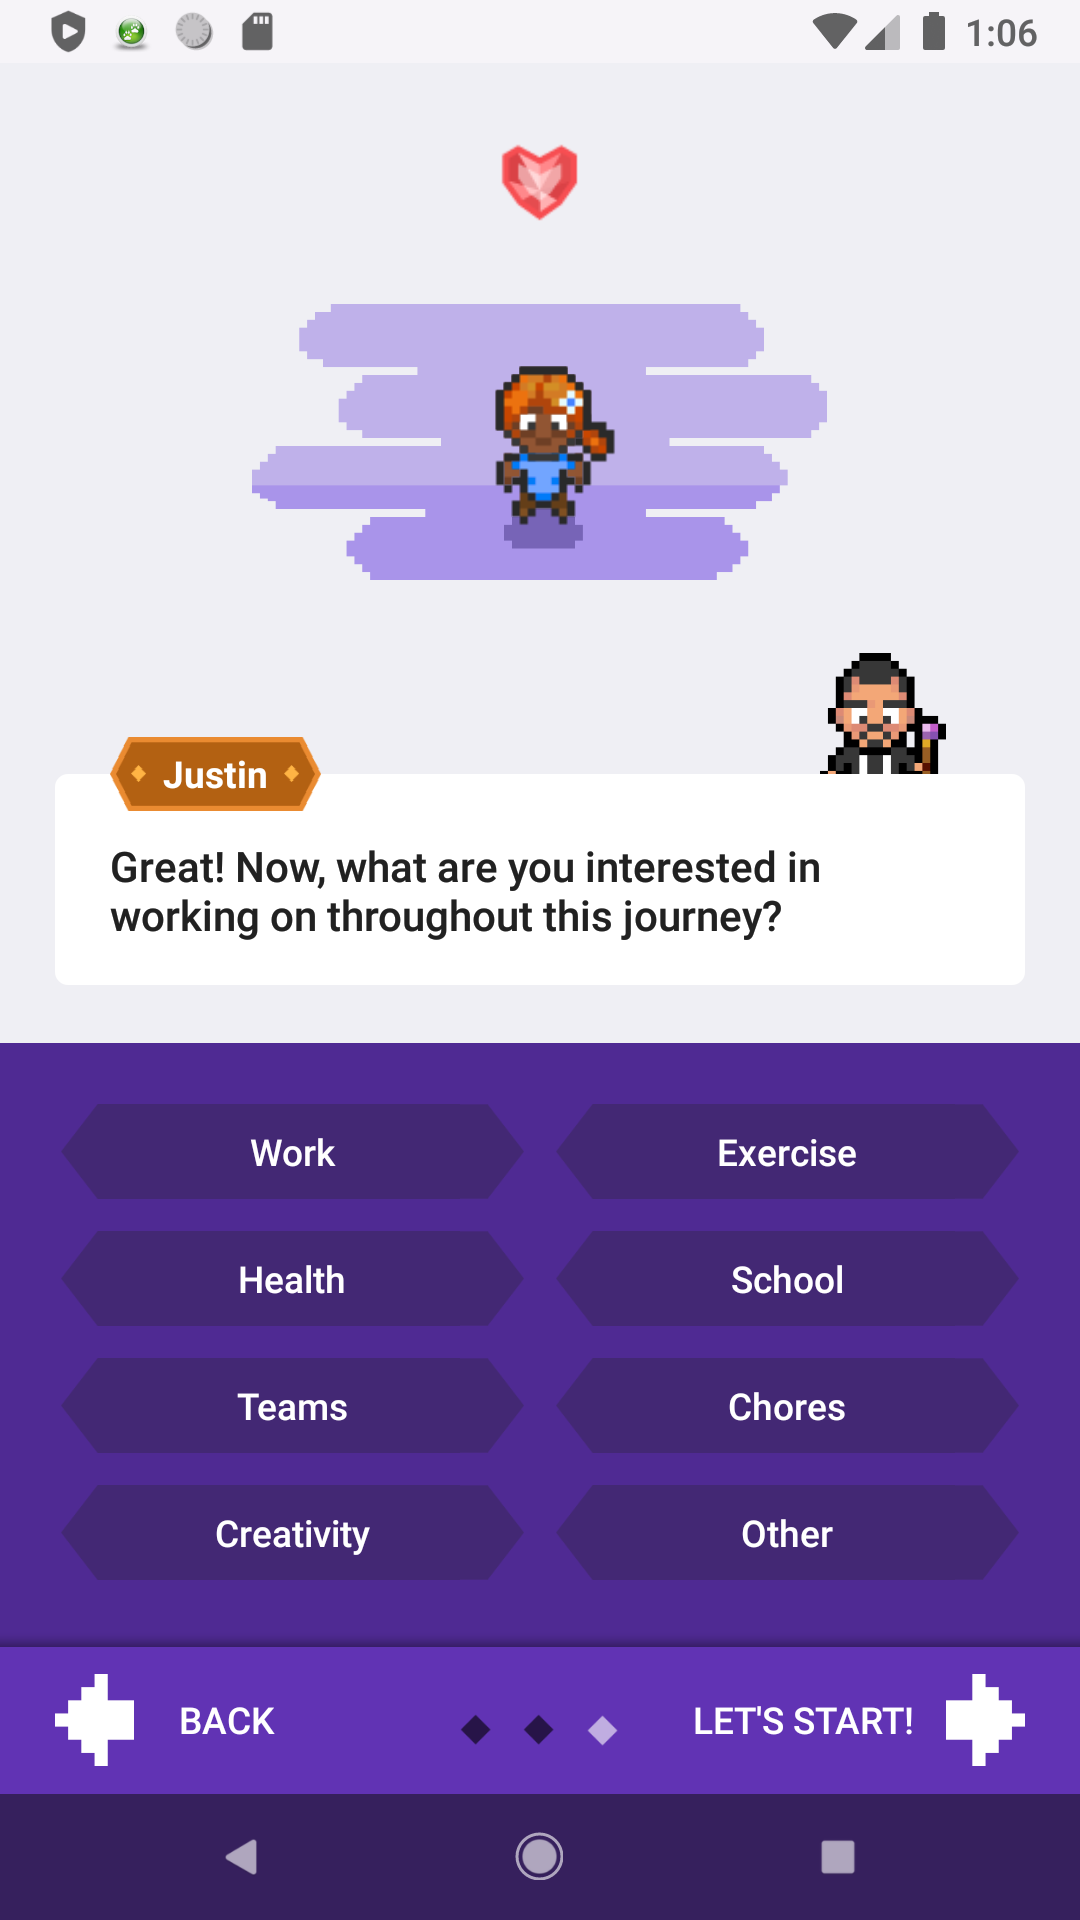 1:06
Justin
Great! Now, what are you interested in
working on throughout this journey?
Work
Exercise
Health
School
Teams
Chores
Creativity
Other
BACK
LET'S START!